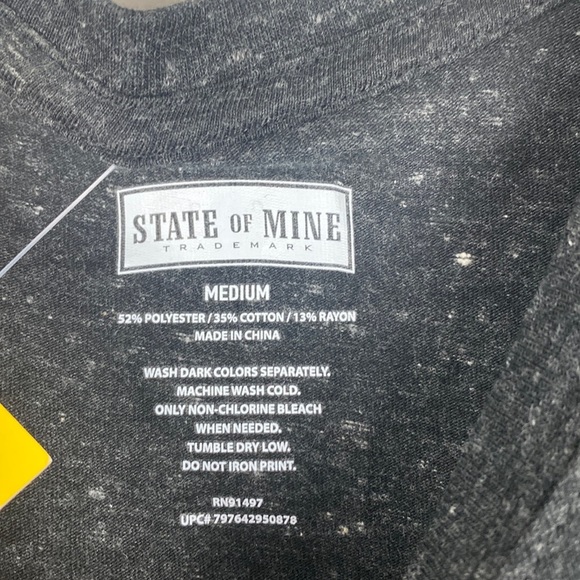 STATE OF MINE
TRADEMARK
MEDIUM
52% POLYESTER / 35% COTTON / 13% RAYON
MADE IN CHINA
WASH DARK COLORS SEPARATELY.
MACHINE WASH COLD.
ONLY NON-CHLORINE BLEACH
WHEN NEEDED.
TUMBLE DRY LOW.
DO NOT IRON PRINT.
RN91497
UPC# 797642950878